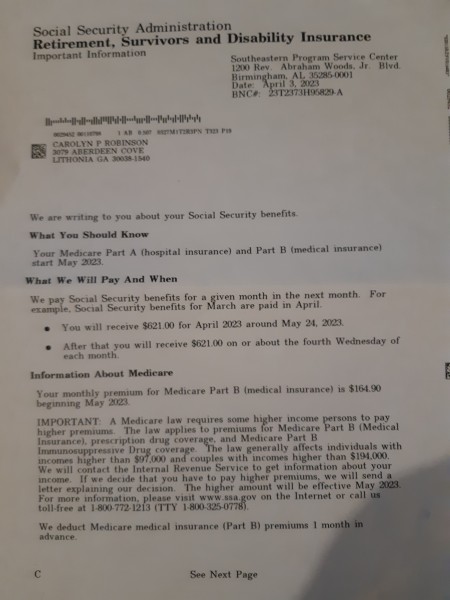 Social Security Administration
Retirement, Survivors and Disability Insurance
Important Information
Southeastern Program Service Center
1200 Rev. Abraham Woods, Jr. Blvd.
Birmingham, AL 35285-0001
Date: April 3, 2023
BNC#: 23T2373H95829-A
CAROLYN P ROBINSON
3079 ABERDEEN COVE
LITHONIA GA 30038-1540
We are writing to you about your Social Security benefits.
What You Should Know
Your Medicare Part A (hospital insurance) and Part B (medical insurance)
start May 2023.
What We Will Pay And When
We pay Social Security benefits for a given month in the next month. For
example, Social Security benefits for March are paid in April.
• You will receive $621.00 for April 2023 around May 24, 2023.
• After that you will receive $621.00 on or about the fourth Wednesday of
each month.
Information About Medicare
Your monthly premium for Medicare Part B (medical insurance) is $164.90
beginning May 2023.
IMPORTANT: A Medicare law requires some higher income persons to pay
higher premiums. The law applies to premiums for Medicare Part B (Medical
Insurance), prescription drug coverage, and Medicare Part B
Immunosuppressive Drug coverage. The law generally affects individuals with
incomes higher than $97,000 and couples with incomes higher than $194,000.
We will contact the Internal Revenue Service to get information about your
income. If we decide that you have to pay higher premiums, we will send a
letter explaining our decision. The higher amount will be effective May 2023.
For more information, please visit www.ssa.gov on the Internet or call us
toll-free at 1-800-772-1213 (TTY 1-800-325-0778).
We deduct Medicare medical insurance (Part B) premiums 1 month in
advance.
C
See Next Page